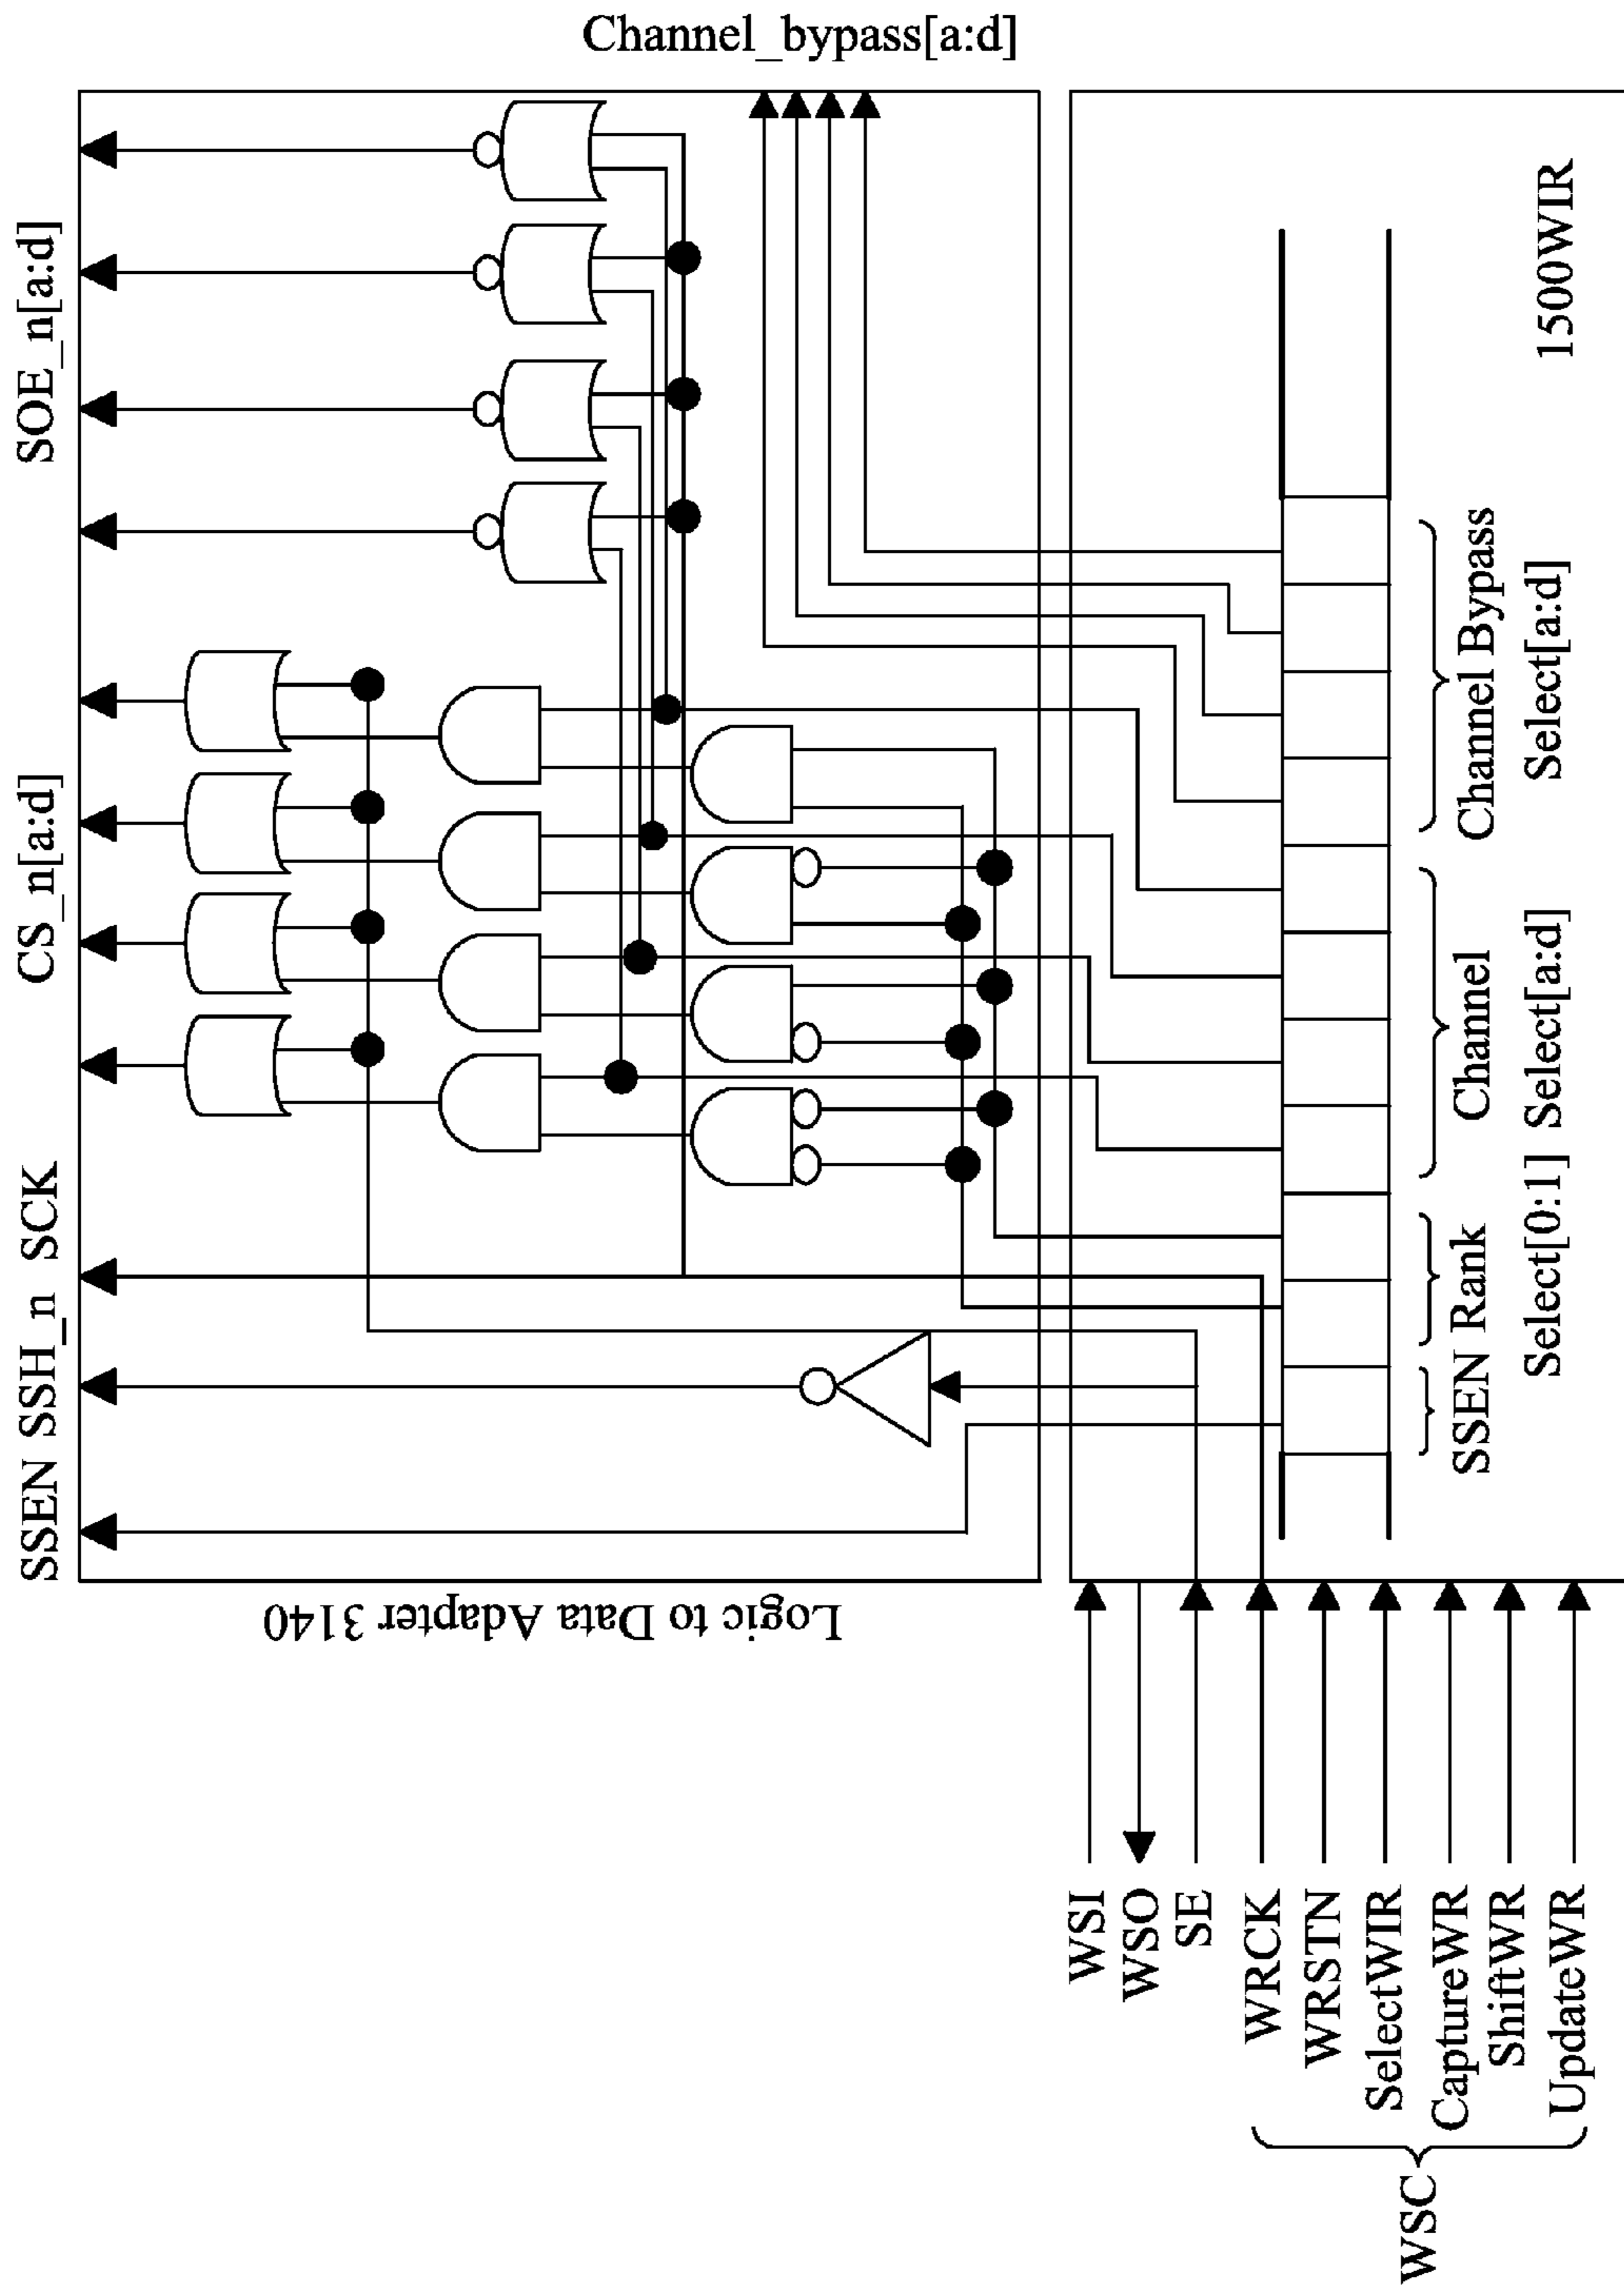 Channel_bypass[a:d]
SSEN SSH_n SCK
CS_n[a:d]
SOE_n[a:d]
Logic to Data Adapter 3140
WSI
WSO
SE
WRCK
WRSTN
SelectWIR
CaptureWR
ShiftWR
UpdateWR
WSC
SSEN Rank
Select[0:1]
Channel
Select[a:d]
Channel Bypass
Select[a:d]
1500WIR